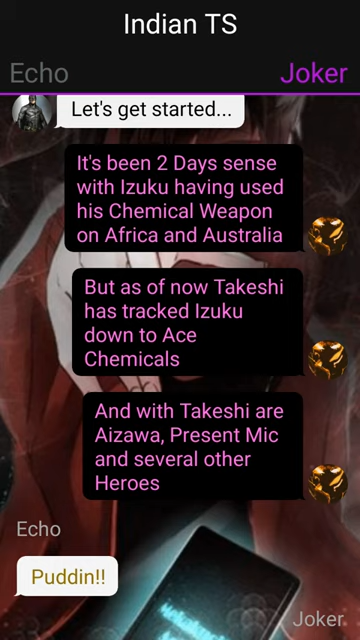 Indian TS
Echo
Joker
Let's get started...
It's been 2 Days sense
with Izuku having used
his Chemical Weapon
on Africa and Australia
But as of now Takeshi
has tracked Izuku
down to Ace
Chemicals
And with Takeshi are
Aizawa, Present Mic
and several other
Heroes
Echo
Puddin!!
Joker